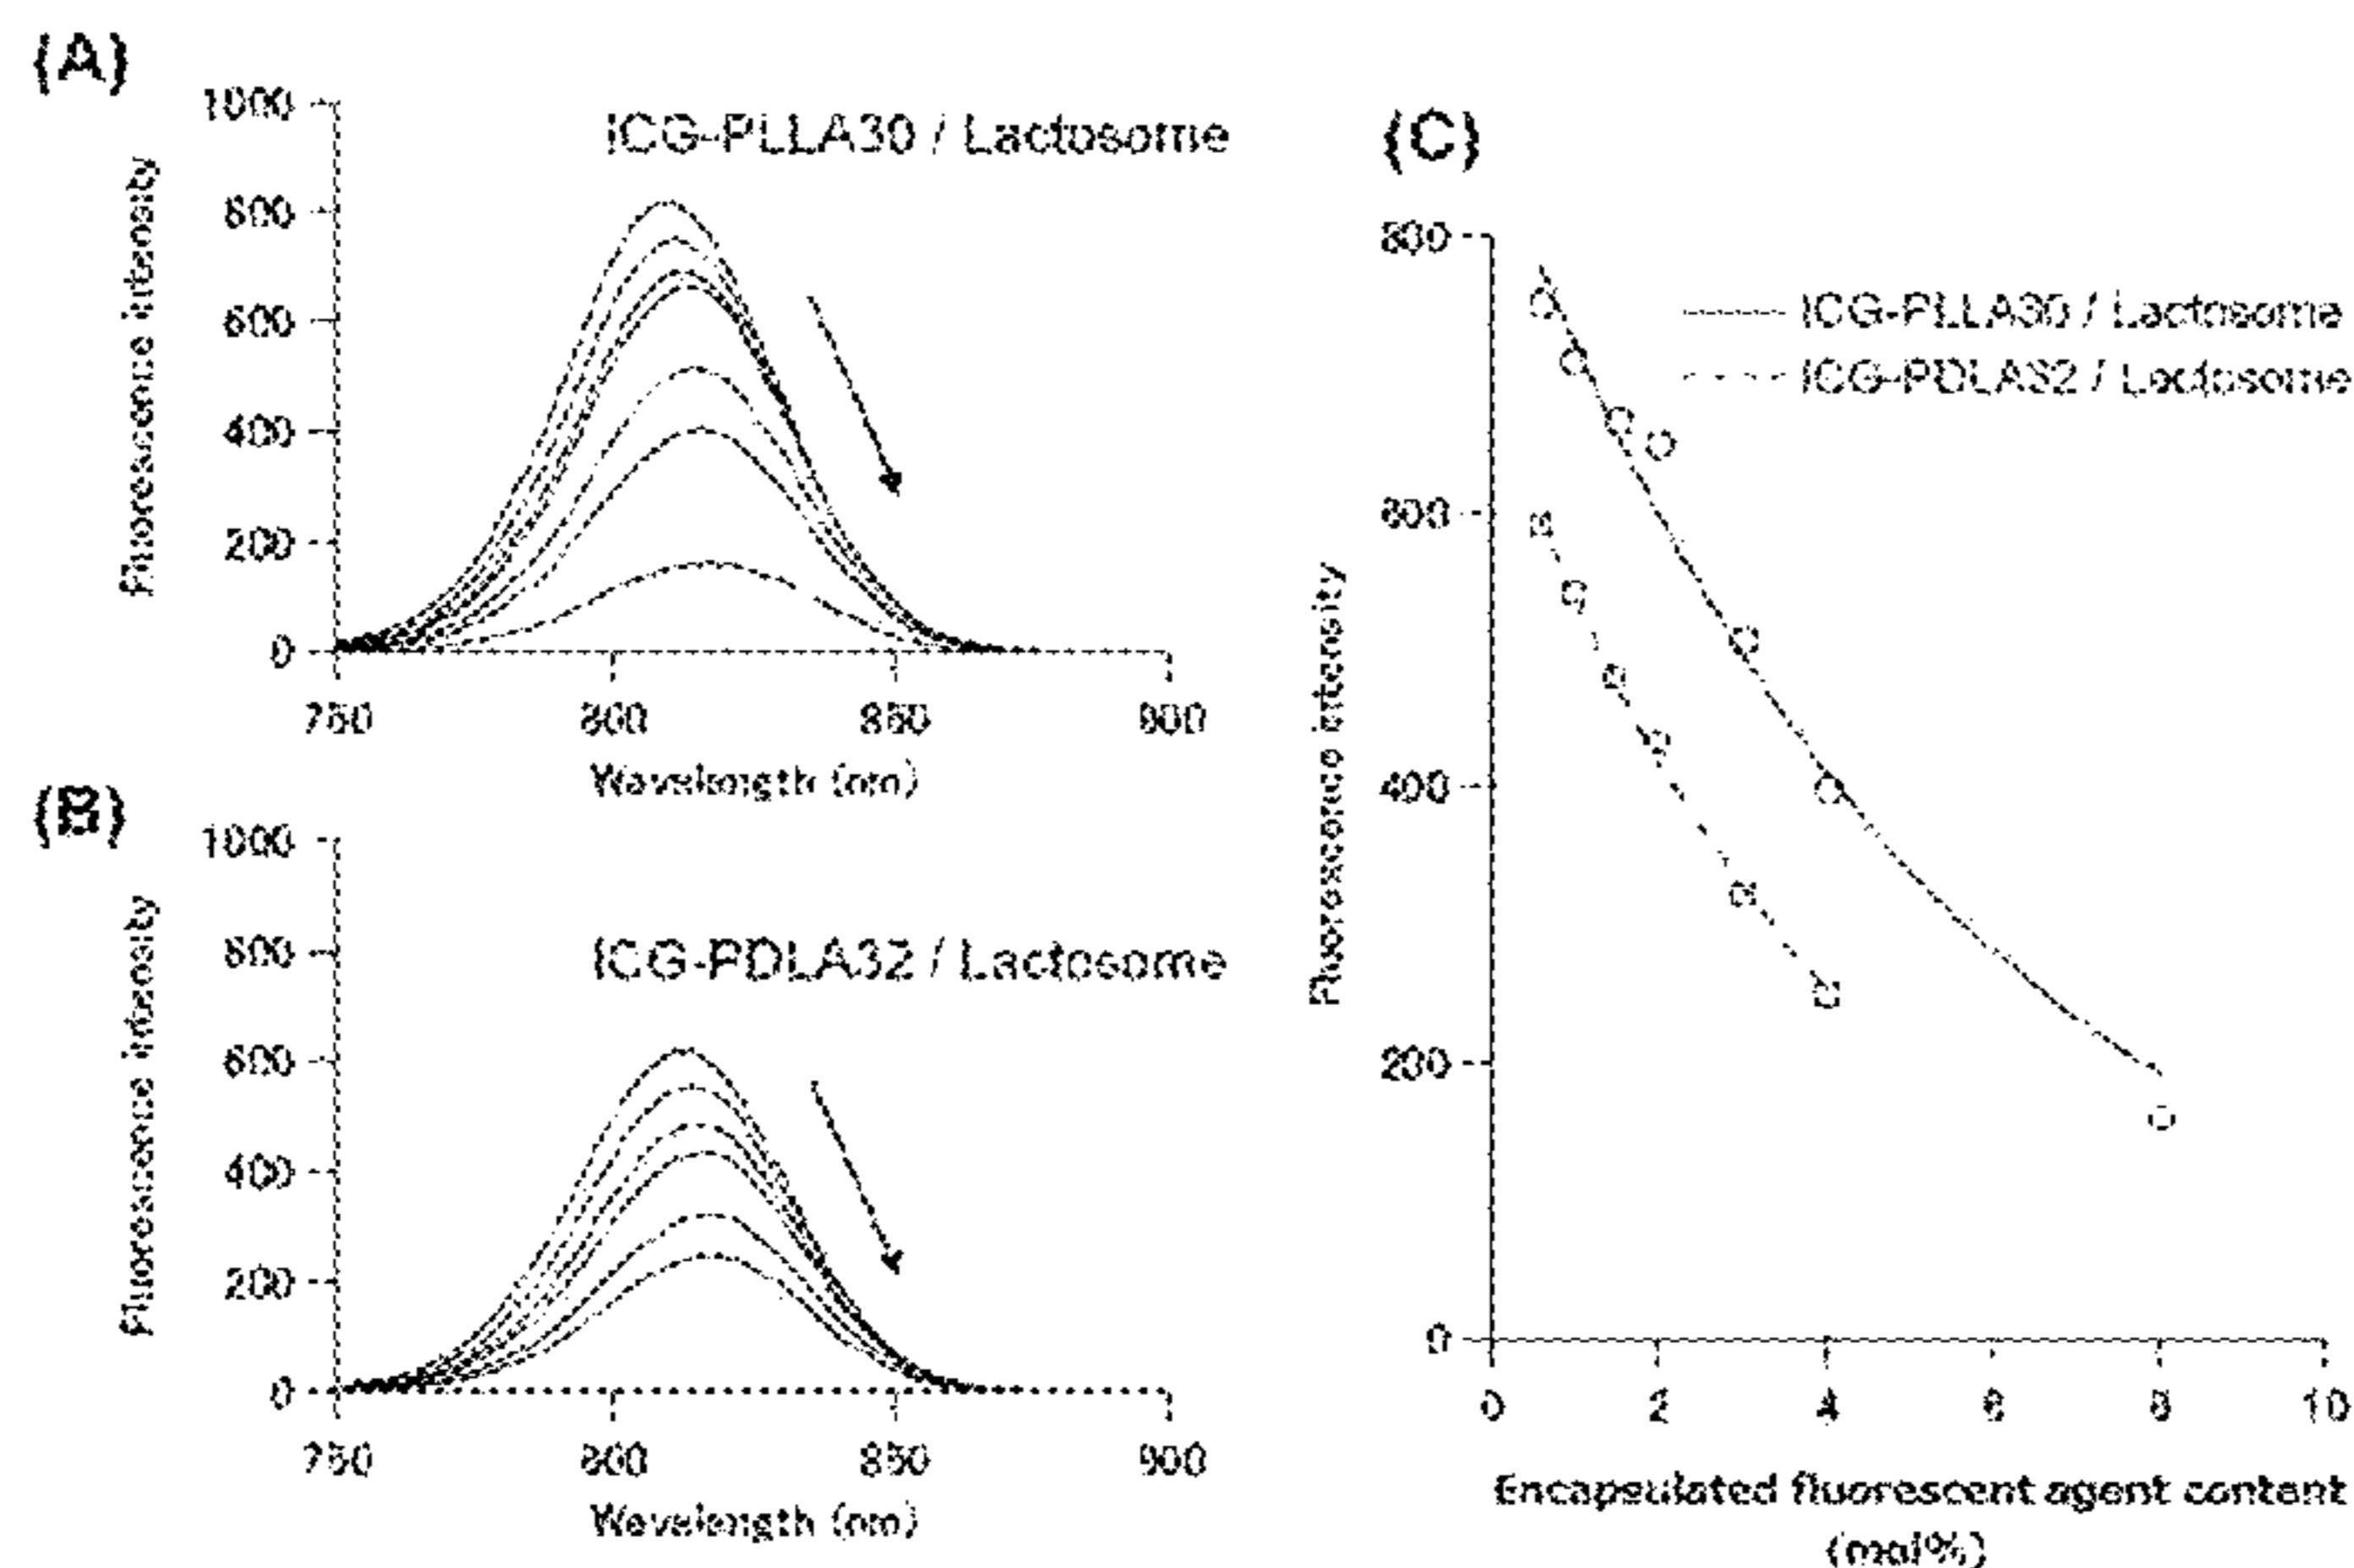 (A)
1000
800
600
400
200
0
Fluorescence intensity
ICG-PLLA30 / Lactosome
750 800 850 900
Wavelength (nm)
(B)
1000
800
600
400
200
0
Fluorescence intensity
ICG-PDLA32 / Lactosome
750 800 850 900
Wavelength (nm)
(C)
800
600
400
200
0
Fluorescence intensity
ICG-PLLA30 / Lactosome
ICG-PDLA32 / Lactosome
0 2 4 6 8 10
Encapsulated fluorescent agent content
(mol%)